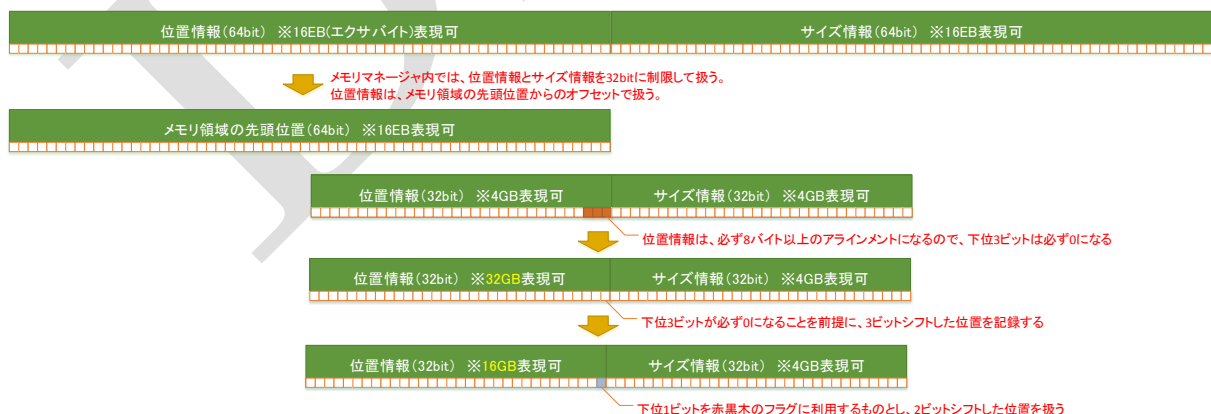 位置情報(64bit) ※16EB(エクサバイト)表現可
サイズ情報(64bit) ※16EB表現可
メモリマネージャ内では、位置情報とサイズ情報を32bitに制限して扱う。
位置情報は、メモリ領域の先頭位置からのオフセットで扱う。
メモリ領域の先頭位置(64bit) ※16EB表現可
位置情報(32bit) ※4GB表現可
サイズ情報(32bit) ※4GB表現可
位置情報は、必ず8バイト以上のアラインメントになるので、下位3ビットは必ず0になる
位置情報(32bit) ※32GB表現可
サイズ情報(32bit) ※4GB表現可
下位3ビットが必ず0になることを前提に、3ビットシフトした位置を記録する
位置情報(32bit) ※16GB表現可
サイズ情報(32bit) ※4GB表現可
下位1ビットを赤黒木のフラグに利用するものとし、2ビットシフトした位置を扱う